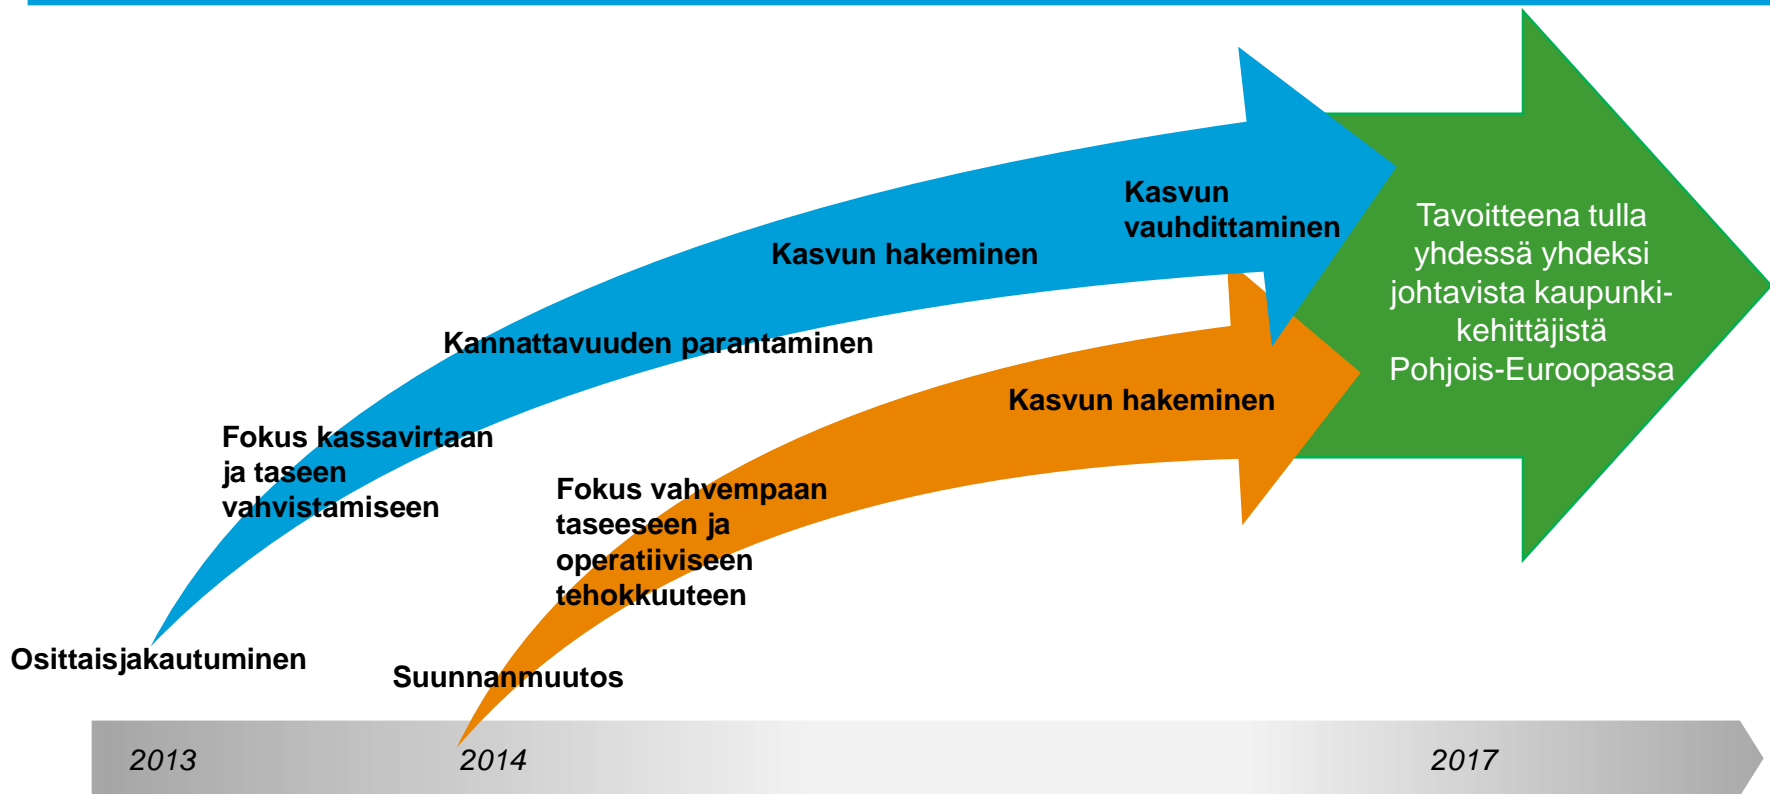 Kasvun
vauhdittaminen
Kasvun hakeminen
Kannattavuuden parantaminen
Fokus kassavirtaan
ja taseen
vahvistamiseen
Osittaisjakautuminen
Kasvun hakeminen
Fokus vahvempaan
taseeseen ja
operatiiviseen
tehokkuuteen
Suunnanmuutos
Tavoitteena tulla
yhdessä yhdeksi
johtavista kaupunki-
kehittäjistä
Pohjois-Euroopassa
2013
2014
2017